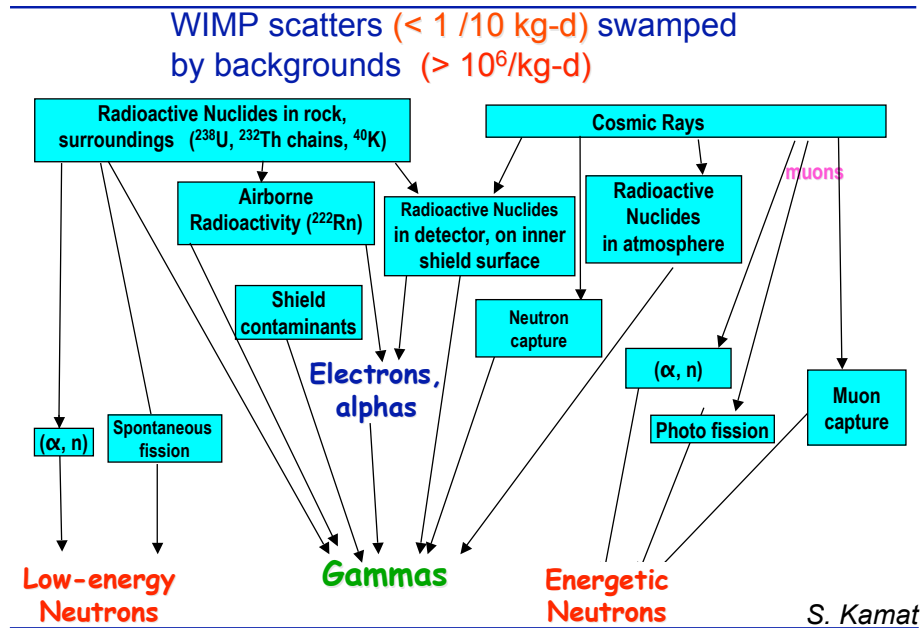 WIMP scatters (< 1 /10 kg-d) swamped
by backgrounds (> 10⁶/kg-d)
Radioactive Nuclides in rock,
surroundings (²³⁸U, ²³²Th chains, ⁴⁰K)
Cosmic Rays
muons
Airborne
Radioactivity (²²²Rn)
Radioactive Nuclides
in detector, on inner
shield surface
Radioactive
Nuclides
in atmosphere
Shield
contaminants
Neutron
capture
Electrons,
alphas
(α, n)
Muon
capture
(α, n)
Spontaneous
fission
Photo fission
Low-energy
Neutrons
Gammas
Energetic
Neutrons
S. Kamat